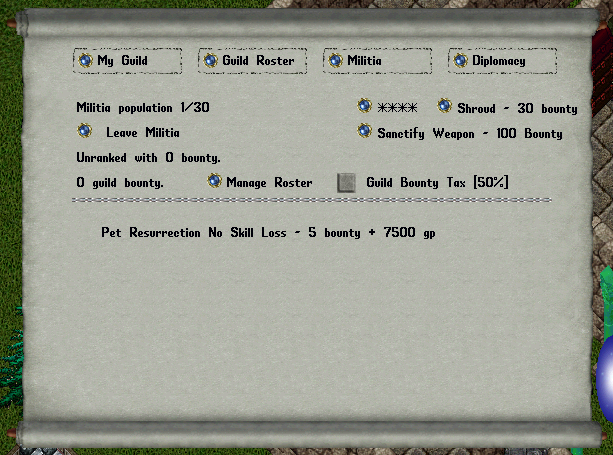 My Guild Guild Roster Militia Diplomacy
Militia population 1/30 **** Shroud - 30 bounty
Leave Militia Sanctify Weapon - 100 Bounty
Unranked with 0 bounty.
0 guild bounty. Manage Roster Guild Bounty Tax [50%]
Pet Resurrection No Skill Loss - 5 bounty + 7500 gp